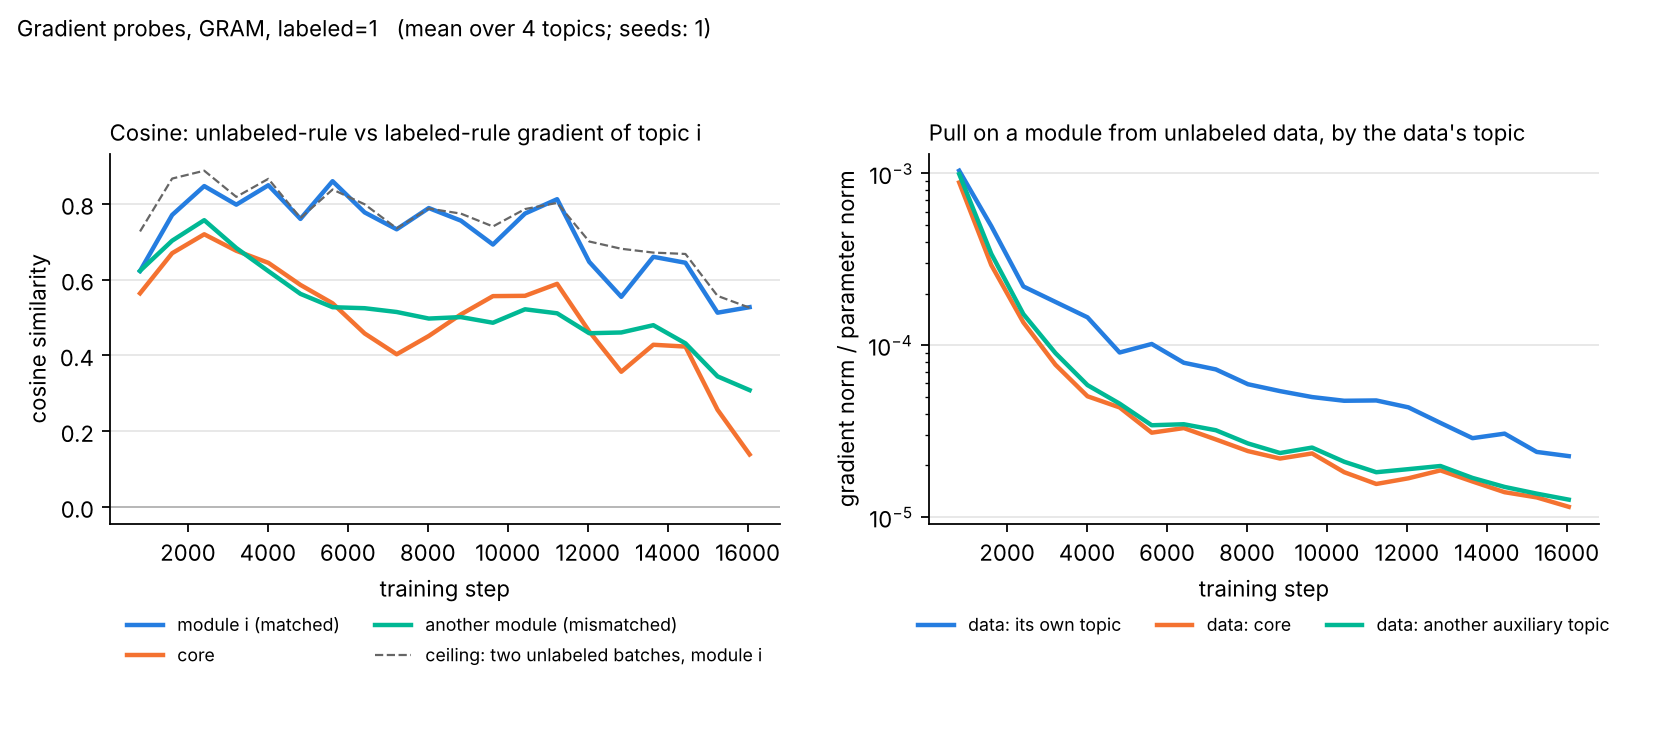 Gradient probes, GRAM, labeled=1   (mean over 4 topics; seeds: 1)
Cosine: unlabeled-rule vs labeled-rule gradient of topic i
cosine similarity
0.8
0.6
0.4
0.2
0.0
2000 4000 6000 8000 10000 12000 14000 16000
training step
module i (matched)
another module (mismatched)
core
ceiling: two unlabeled batches, module i
Pull on a module from unlabeled data, by the data's topic
gradient norm / parameter norm
10⁻³
10⁻⁴
10⁻⁵
2000 4000 6000 8000 10000 12000 14000 16000
training step
data: its own topic
data: core
data: another auxiliary topic